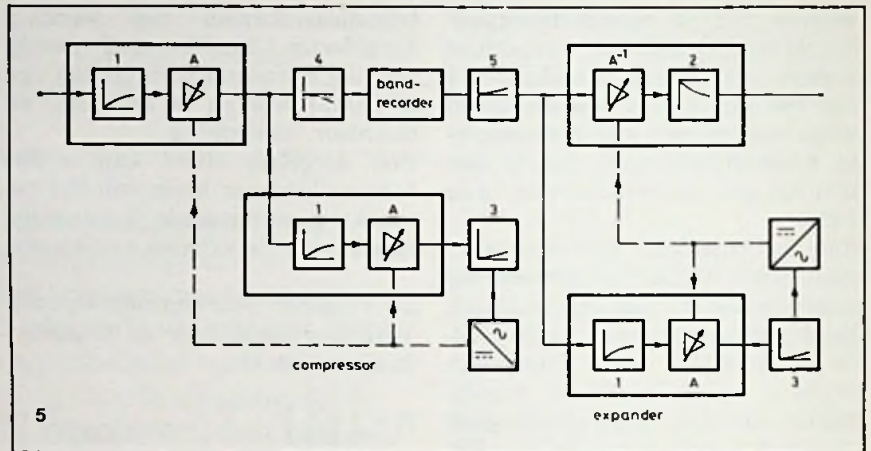 1 A 4 5 A⁻¹ 2
band-
recorder
1 A 3
compressor
1 A 3
expander
5